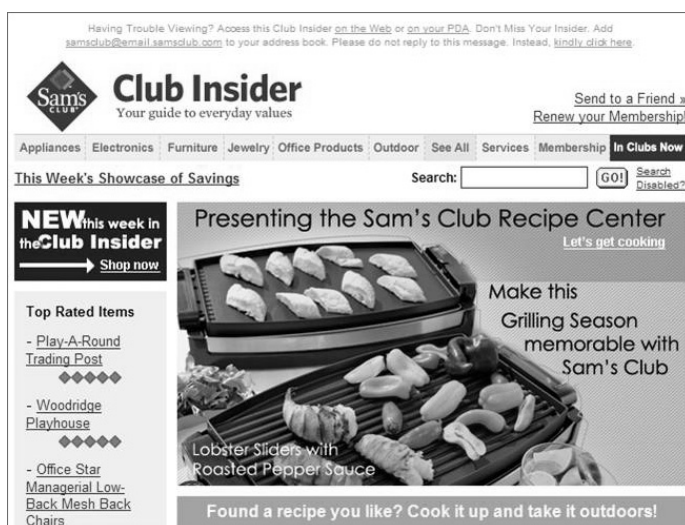 Having Trouble Viewing? Access this Club Insider on the Web or on your PDA. Don't Miss Your Insider. Add
samsclub@email.samsclub.com to your address book. Please do not reply to this message. Instead, kindly click here.
Sam's
CLUB
Club Insider
Your guide to everyday values
Send to a Friend »
Renew your Membership!
Appliances Electronics Furniture Jewelry Office Products Outdoor See All Services Membership In Clubs Now
This Week's Showcase of Savings
Search: GO! Search
Disabled?
NEW this week in
the Club Insider
Shop now
Presenting the Sam's Club Recipe Center
Let's get cooking
Make this
Grilling Season
memorable with
Sam's Club
Lobster Sliders with
Roasted Pepper Sauce
Top Rated Items
- Play-A-Round
Trading Post
- Woodridge
Playhouse
- Office Star
Managerial Low-
Back Mesh Back
Chairs
Found a recipe you like? Cook it up and take it outdoors!